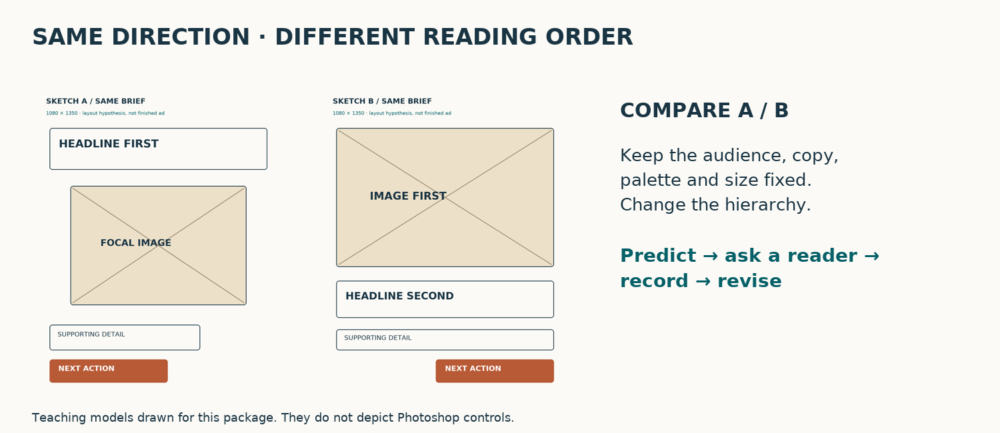 SAME DIRECTION · DIFFERENT READING ORDER
SKETCH A / SAME BRIEF
1080 × 1350 · layout hypothesis, not finished ad
HEADLINE FIRST
FOCAL IMAGE
SUPPORTING DETAIL
NEXT ACTION
SKETCH B / SAME BRIEF
1080 × 1350 · layout hypothesis, not finished ad
IMAGE FIRST
HEADLINE SECOND
SUPPORTING DETAIL
NEXT ACTION
COMPARE A / B
Keep the audience, copy,
palette and size fixed.
Change the hierarchy.
Predict → ask a reader →
record → revise
Teaching models drawn for this package. They do not depict Photoshop controls.